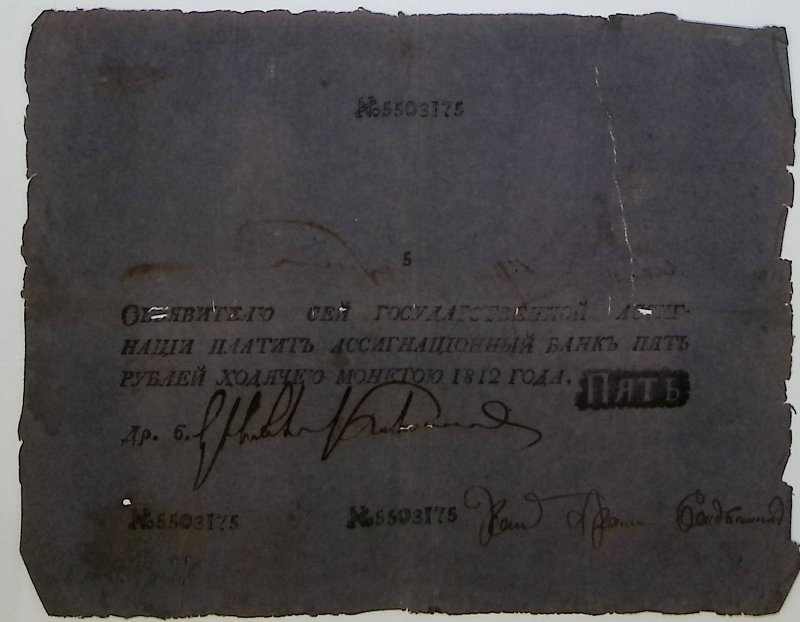 №5503175
5
Объявителю сей государственной ассиг-
нации платитъ ассигнаціонный банкъ пять
рублей ходячею монетою 1812 года.
Пять
Др. б.
№5503175 №5503175